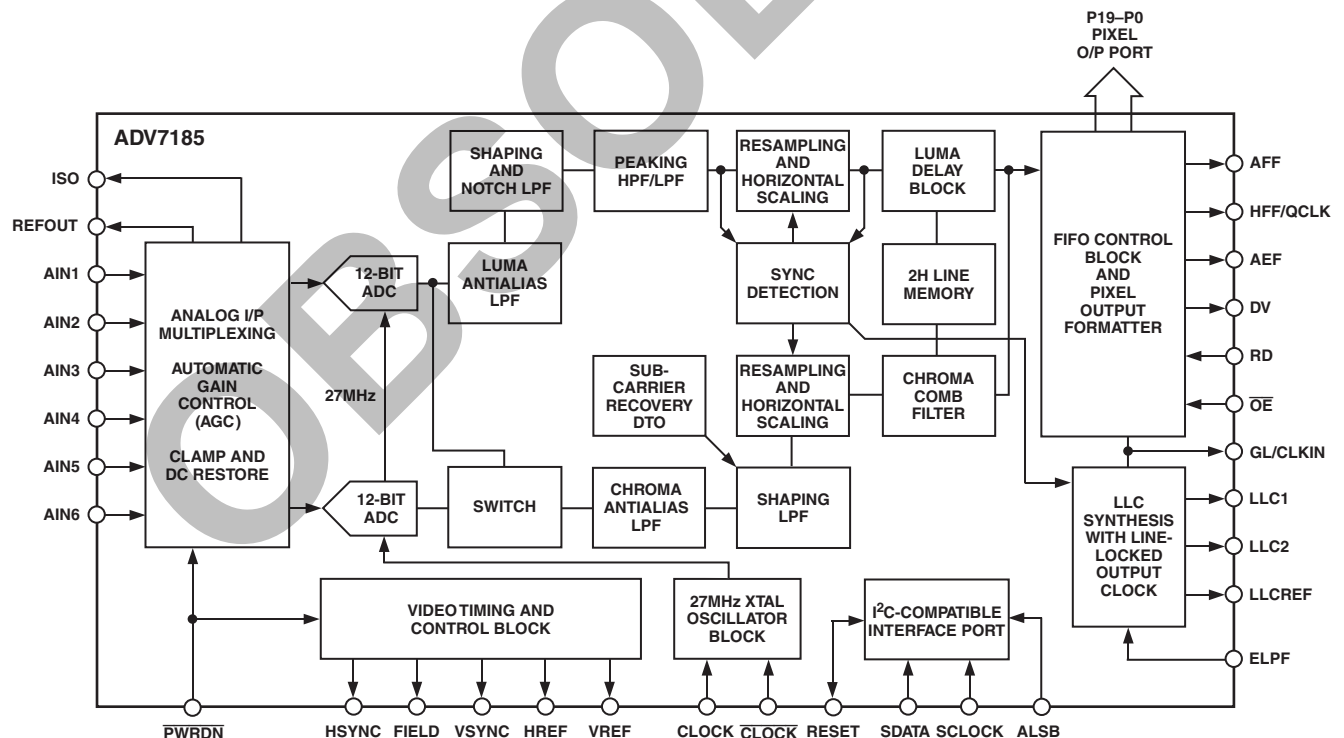 P19–P0
PIXEL
O/P PORT
ADV7185
ISO
REFOUT
AIN1
AIN2
AIN3
AIN4
AIN5
AIN6
ANALOG I/P
MULTIPLEXING
AUTOMATIC
GAIN
CONTROL
(AGC)
CLAMP AND
DC RESTORE
12-BIT
ADC
27MHz
12-BIT
ADC
SHAPING
AND
NOTCH LPF
LUMA
ANTIALIAS
LPF
PEAKING
HPF/LPF
RESAMPLING
AND
HORIZONTAL
SCALING
LUMA
DELAY
BLOCK
SYNC
DETECTION
2H LINE
MEMORY
SUB-
CARRIER
RECOVERY
DTO
RESAMPLING
AND
HORIZONTAL
SCALING
CHROMA
COMB
FILTER
SWITCH
CHROMA
ANTIALIAS
LPF
SHAPING
LPF
FIFO CONTROL
BLOCK
AND
PIXEL
OUTPUT
FORMATTER
LLC
SYNTHESIS
WITH LINE-
LOCKED
OUTPUT
CLOCK
AFF
HFF/QCLK
AEF
DV
RD
OE
GL/CLKIN
LLC1
LLC2
LLCREF
ELPF
VIDEO TIMING AND
CONTROL BLOCK
27MHz XTAL
OSCILLATOR
BLOCK
I²C-COMPATIBLE
INTERFACE PORT
PWRDN
HSYNC
FIELD
VSYNC
HREF
VREF
CLOCK
CLOCK
RESET
SDATA
SCLOCK
ALSB